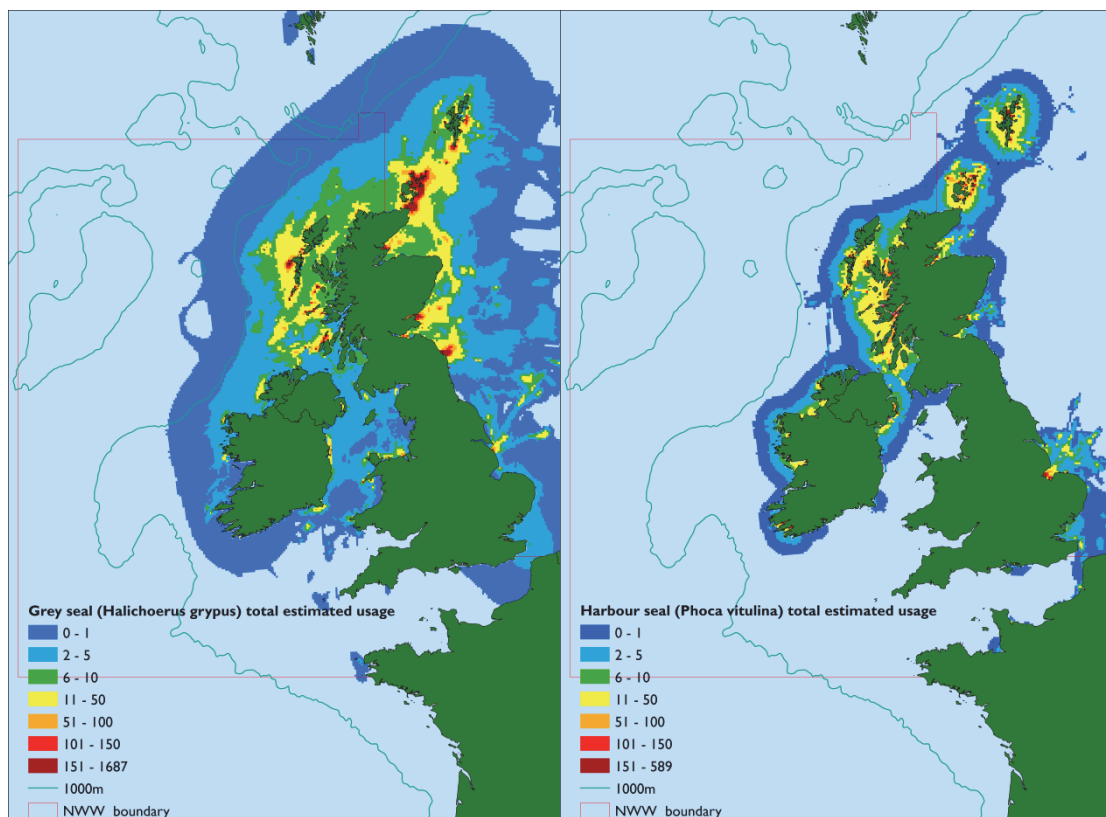 Grey seal (Halichoerus grypus) total estimated usage
0 - 1
2 - 5
6 - 10
11 - 50
51 - 100
101 - 150
151 - 1687
1000m
NWW boundary
Harbour seal (Phoca vitulina) total estimated usage
0 - 1
2 - 5
6 - 10
11 - 50
51 - 100
101 - 150
151 - 589
1000m
NWW boundary